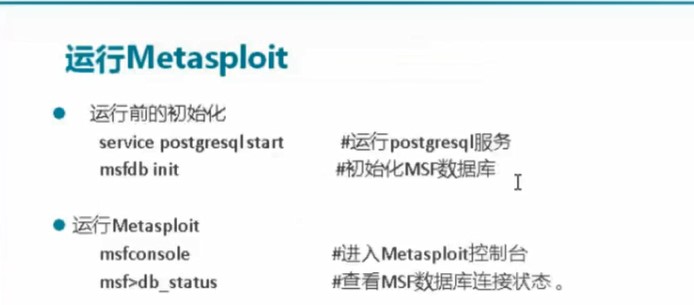 运行Metasploit
● 运行前的初始化
service postgresql start #运行postgresql服务
msfdb init #初始化MSF数据库
● 运行Metasploit
msfconsole #进入Metasploit控制台
msf>db_status #查看MSF数据库连接状态。